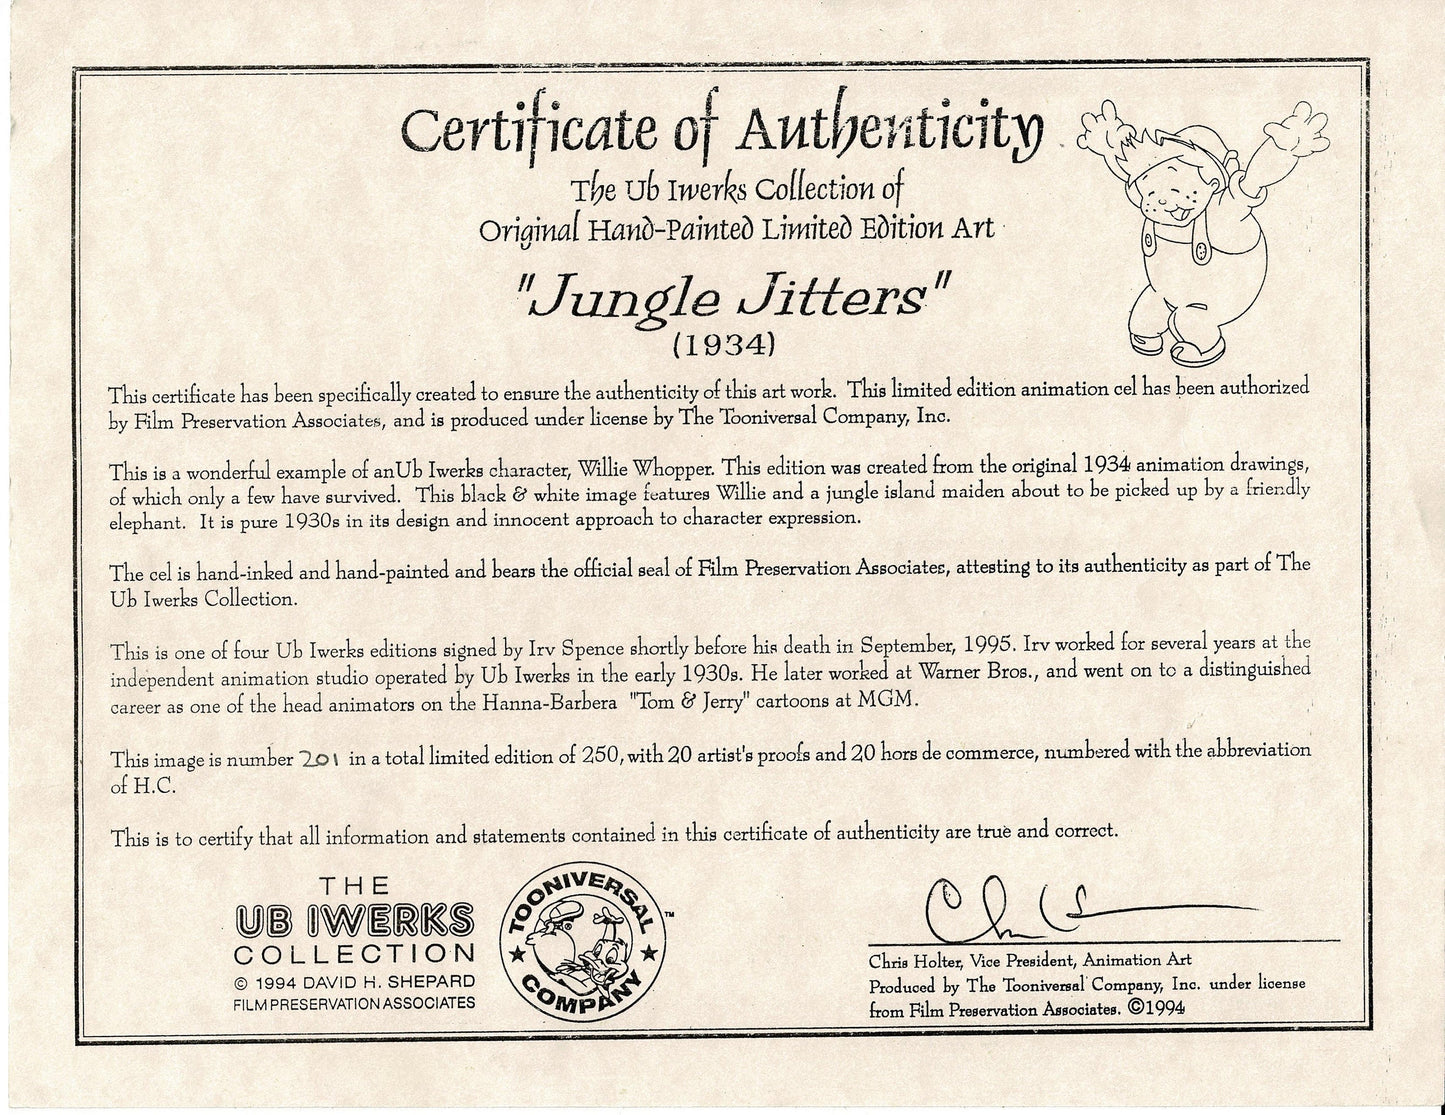 Certificate of Authenticity
The Ub Iwerks Collection of
Original Hand-Painted Limited Edition Art
"Jungle Jitters"
(1934)
This certificate has been specifically created to ensure the authenticity of this art work. This limited edition animation cel has been authorized
by Film Preservation Associates, and is produced under license by The Tooniversal Company, Inc.
This is a wonderful example of anUb Iwerks character, Willie Whopper. This edition was created from the original 1934 animation drawings,
of which only a few have survived. This black & white image features Willie and a jungle island maiden about to be picked up by a friendly
elephant. It is pure 1930s in its design and innocent approach to character expression.
The cel is hand-inked and hand-painted and bears the official seal of Film Preservation Associates, attesting to its authenticity as part of The
Ub Iwerks Collection.
This is one of four Ub Iwerks editions signed by Irv Spence shortly before his death in September, 1995. Irv worked for several years at the
independent animation studio operated by Ub Iwerks in the early 1930s. He later worked at Warner Bros., and went on to a distinguished
career as one of the head animators on the Hanna-Barbera "Tom & Jerry" cartoons at MGM.
This image is number 201 in a total limited edition of 250, with 20 artist's proofs and 20 hors de commerce, numbered with the abbreviation
of H.C.
This is to certify that all information and statements contained in this certificate of authenticity are true and correct.
THE
UB IWERKS
COLLECTION
© 1994 DAVID H. SHEPARD
FILM PRESERVATION ASSOCIATES
TOONIVERSAL
COMPANY
™
Chris Holter, Vice President, Animation Art
Produced by The Tooniversal Company, Inc. under license
from Film Preservation Associates. ©1994